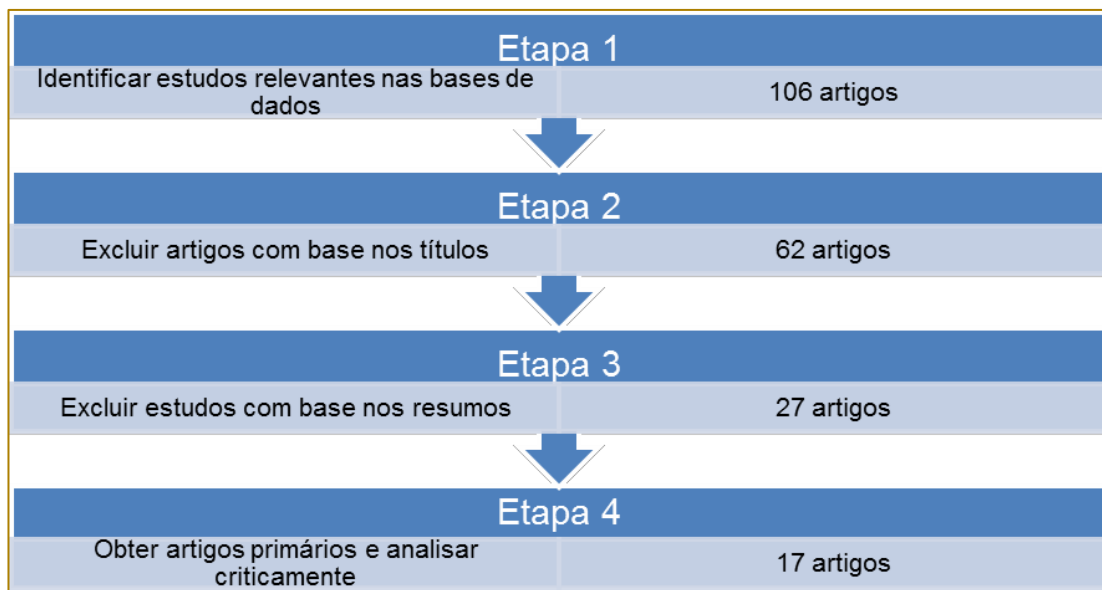 Etapa 1
Identificar estudos relevantes nas bases de
dados
106 artigos
Etapa 2
Excluir artigos com base nos títulos
62 artigos
Etapa 3
Excluir estudos com base nos resumos
27 artigos
Etapa 4
Obter artigos primários e analisar
criticamente
17 artigos